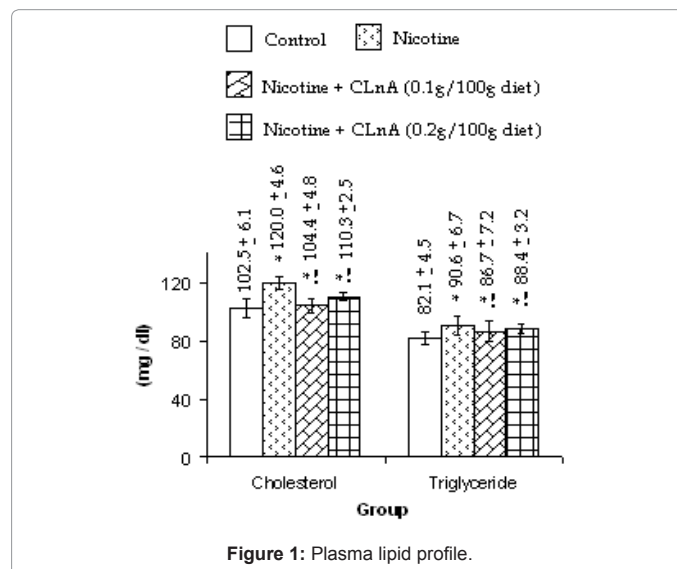 Control Nicotine
Nicotine + CLnA (0.1g/100g diet)
Nicotine + CLnA (0.2g/100g diet)
102.5 ± 6.1
* 120.0 ± 4.6
*:■ 104.4 ± 4.8
*:■ 110.3 ± 2.5
82.1 ± 4.5
* 90.6 ± 6.7
*:■ 86.7 ± 7.2
*:■ 88.4 ± 3.2
(mg / dl)
120
80
40
0
Cholesterol Triglyceride
Group
Figure 1: Plasma lipid profile.